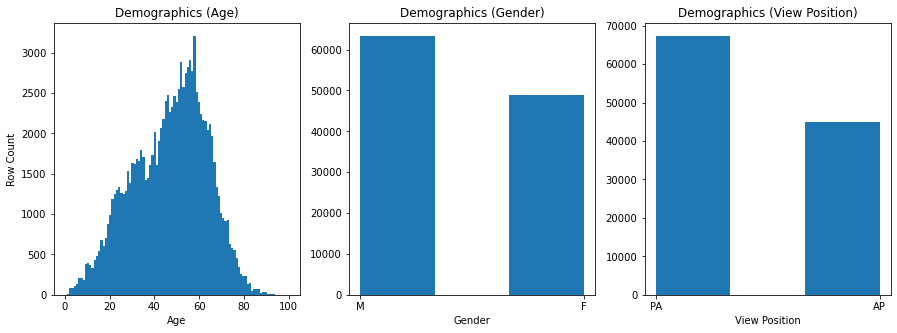 Demographics (Age)
Row Count
3000
2500
2000
1500
1000
500
0
0 20 40 60 80 100
Age
Demographics (Gender)
60000
50000
40000
30000
20000
10000
0
M F
Gender
Demographics (View Position)
70000
60000
50000
40000
30000
20000
10000
0
PA AP
View Position